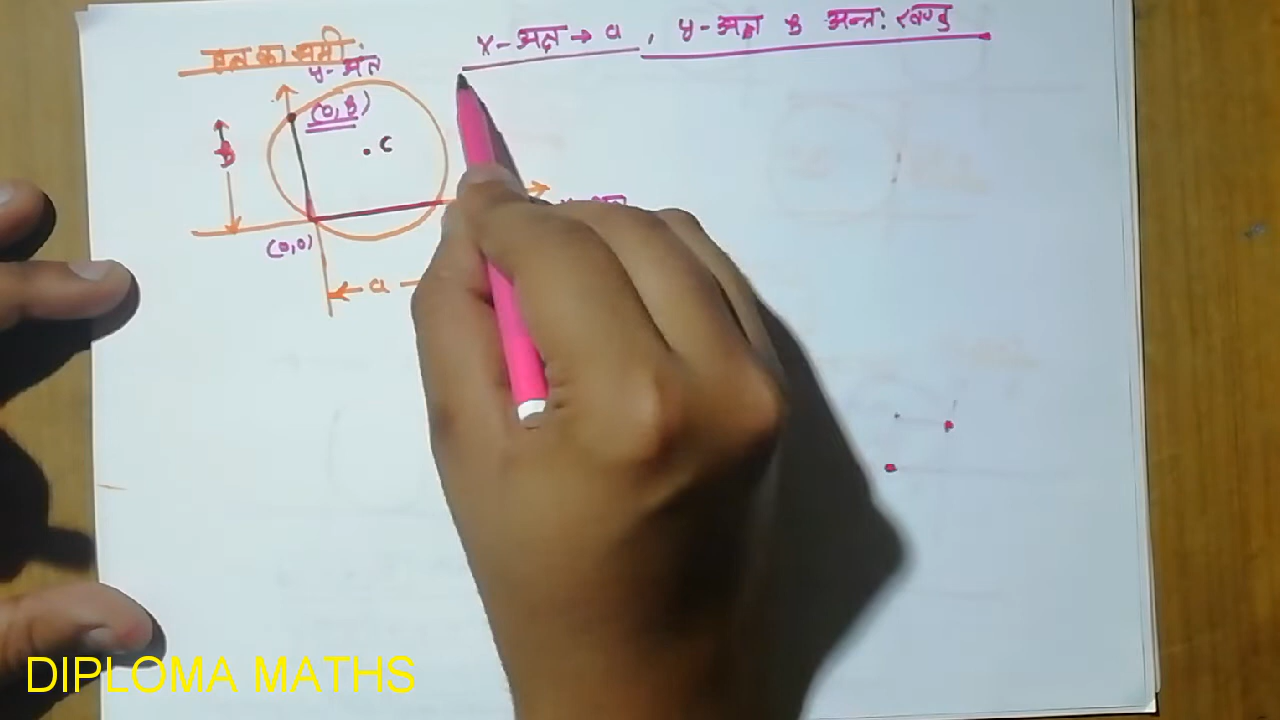 x-अक्ष → a , y-अक्ष b अन्तः खण्ड
वृत्त का समी.
y-अक्ष
(0,b)
b
.c
(0,0)
a
DIPLOMA MATHS